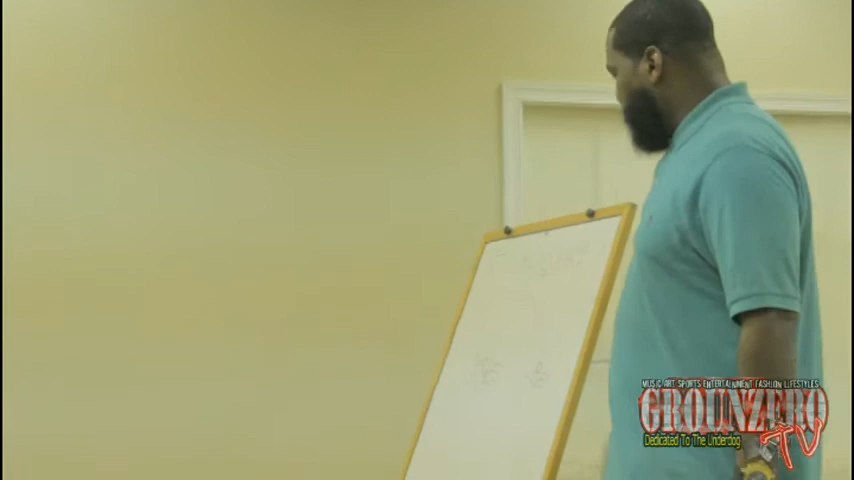 MUSIC ART SPORTS ENTERTAINMENT FASHION LIFESTYLES
GROUNZERO
TV
Dedicated To The Underdog